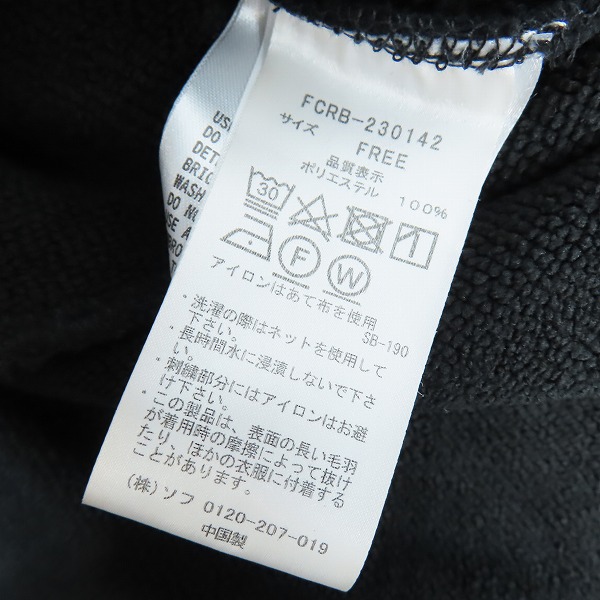 FCRB-230142
サイズ FREE
品質表示
ポリエステル 100%
30
F W
アイロンはあて布を使用
SB-190
・洗濯の際はネットを使用して
下さい。
・長時間水に浸漬しないで下さ
い。
・刺繍部分にはアイロンはお避
け下さい。
・この製品は、表面の長い毛羽
が着用時の摩擦によって抜け
たり、ほかの衣服に付着する
ことがあります。
(株)ソフ 0120-207-019
中国製
DO
WASH